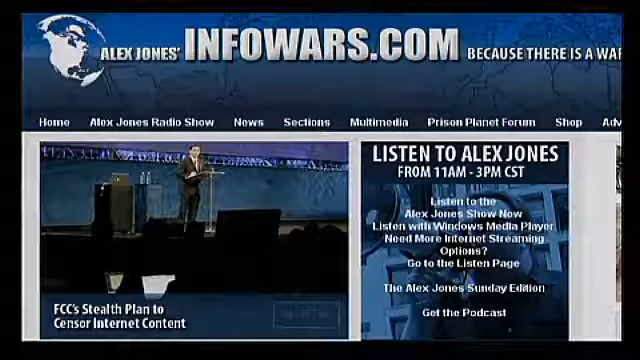 ALEX JONES' INFOWARS.COM BECAUSE THERE IS A WAR
Home Alex Jones Radio Show News Sections Multimedia Prison Planet Forum Shop Adv
LISTEN TO ALEX JONES
FROM 11AM - 3PM CST
Listen to the
Alex Jones Show Now
Listen with Windows Media Player
Need More Internet Streaming
Options?
Go to the Listen Page
The Alex Jones Sunday Edition
Get the Podcast
FCC's Stealth Plan to
Censor Internet Content